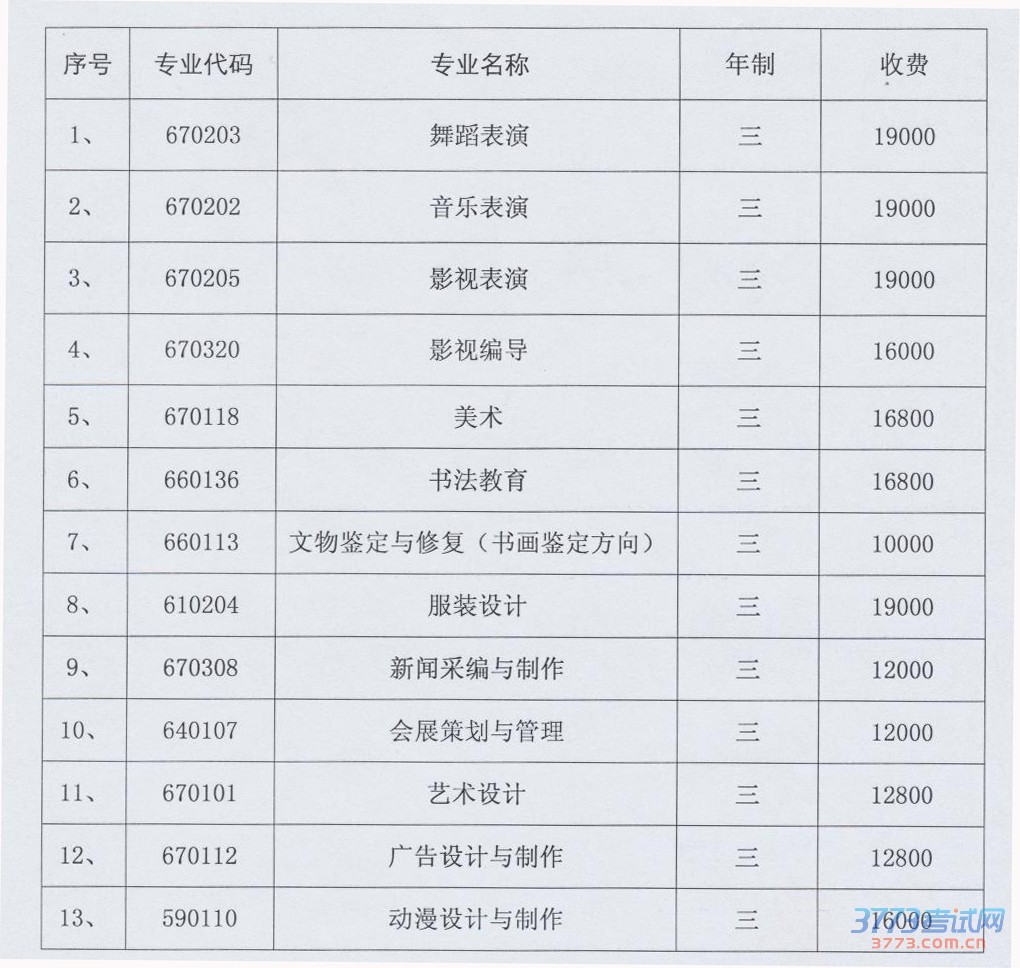 序号 专业代码 专业名称 年制 收费
1、 670203 舞蹈表演 三 19000
2、 670202 音乐表演 三 19000
3、 670205 影视表演 三 19000
4、 670320 影视编导 三 16000
5、 670118 美术 三 16800
6、 660136 书法教育 三 16800
7、 660113 文物鉴定与修复（书画鉴定方向） 三 10000
8、 610204 服装设计 三 19000
9、 670308 新闻采编与制作 三 12000
10、 640107 会展策划与管理 三 12000
11、 670101 艺术设计 三 12800
12、 670112 广告设计与制作 三 12800
13、 590110 动漫设计与制作 三 16000
3773考试网
3773.com.cn